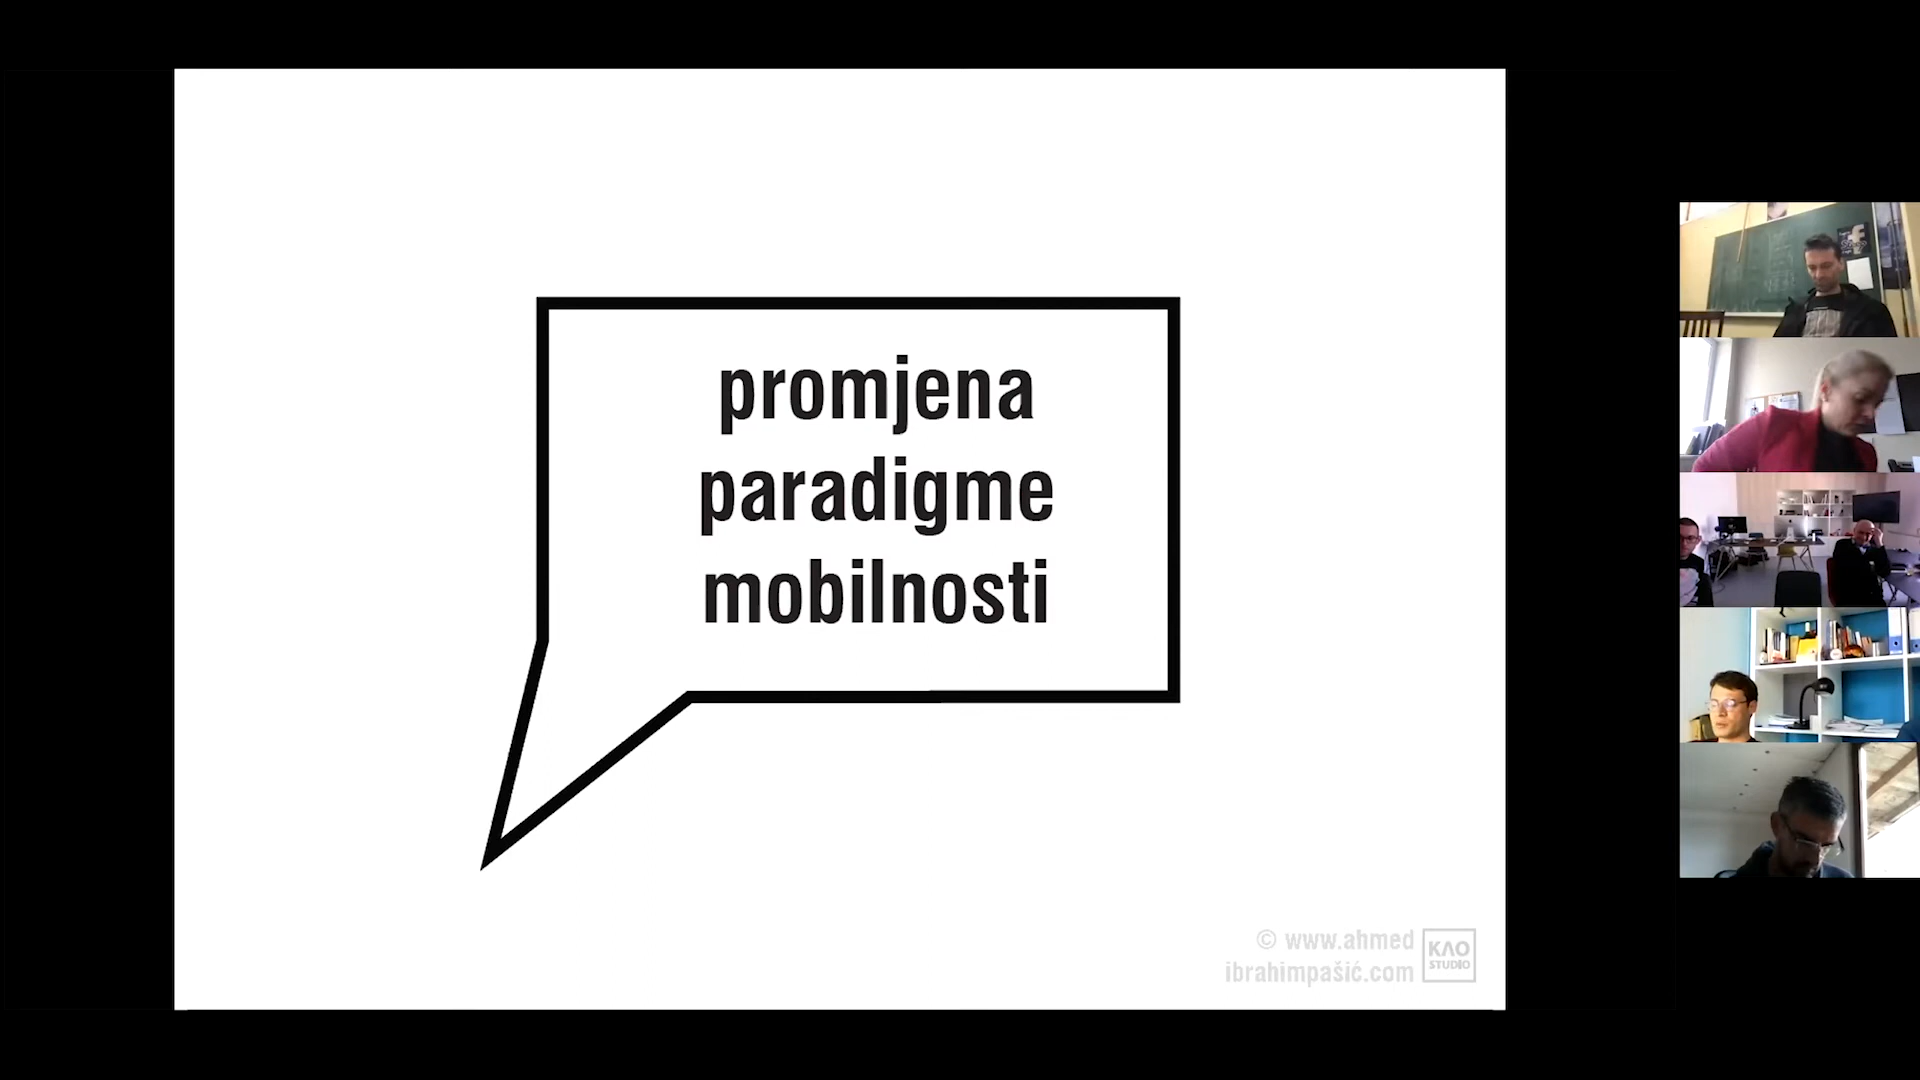 promjena
paradigme
mobilnosti
© www.ahmed
ibrahimpašić.com
KAO
STUDIO